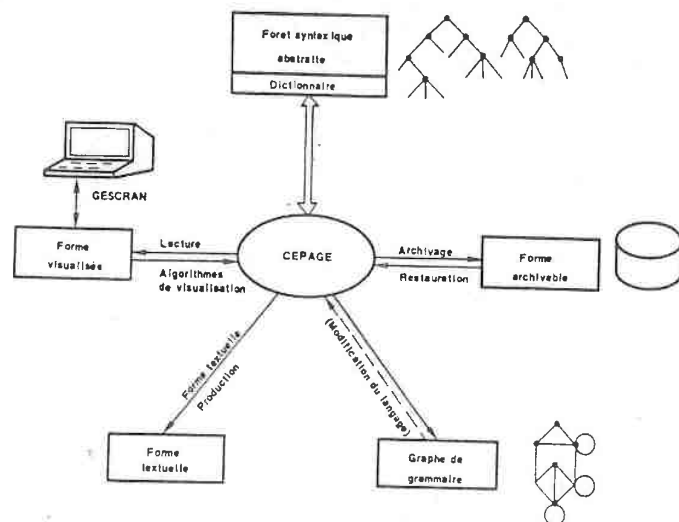 Foret syntaxique
abstraite
Dictionnaire
GESCRAN
Forme
visualisée
Lecture
Algorithmes
de visualisation
CEPAGE
Archivage
Restauration
Forme
archivable
Forme textuelle
Production
(Modification du langage)
Forme
textuelle
Graphe de
grammaire